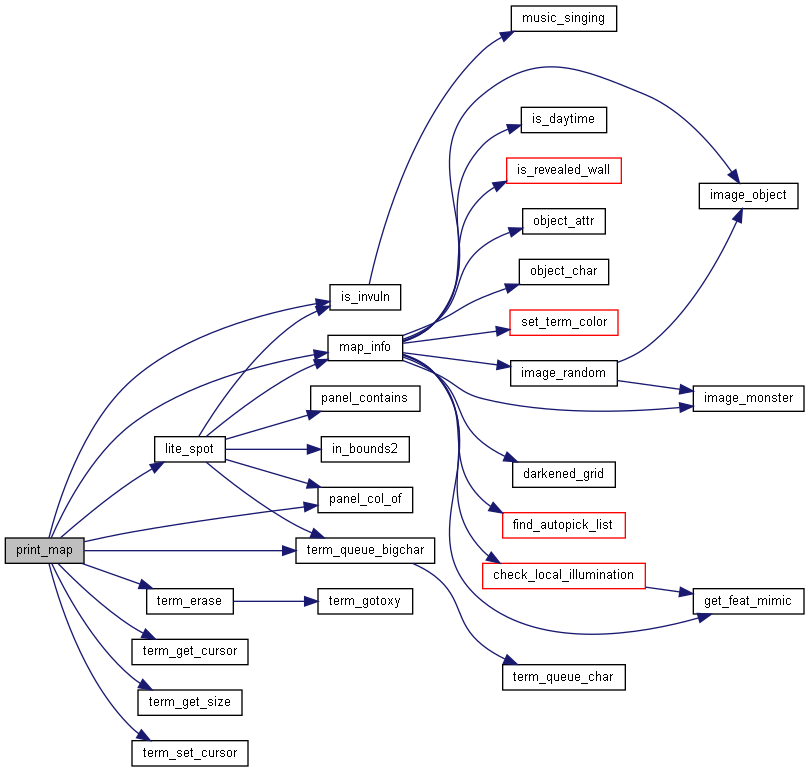 music_singing
is_daytime
is_revealed_wall
image_object
object_attr
object_char
is_invuln
set_term_color
map_info
image_random
panel_contains
image_monster
lite_spot
in_bounds2
darkened_grid
panel_col_of
find_autopick_list
print_map
term_queue_bigchar
check_local_illumination
term_erase
term_gotoxy
get_feat_mimic
term_get_cursor
term_queue_char
term_get_size
term_set_cursor